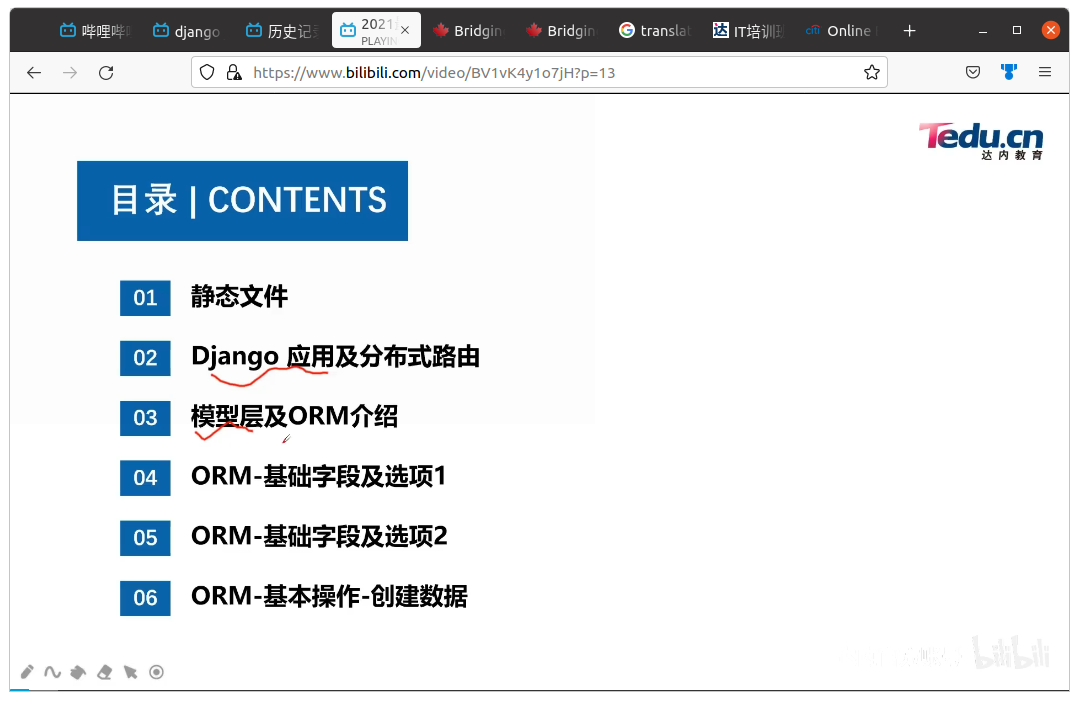 哔哩哔哩
django
历史记录
2021
PLAYIN
Bridgin
Bridgin
translat
IT培训班
Online
https://www.bilibili.com/video/BV1vK4y1o7jH?p=13
Tedu.cn
达内教育
目录 | CONTENTS
01 静态文件
02 Django 应用及分布式路由
03 模型层及ORM介绍
04 ORM-基础字段及选项1
05 ORM-基础字段及选项2
06 ORM-基本操作-创建数据
bilibili